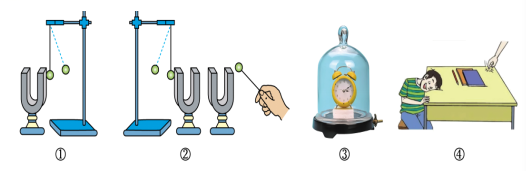 ① ② ③ ④